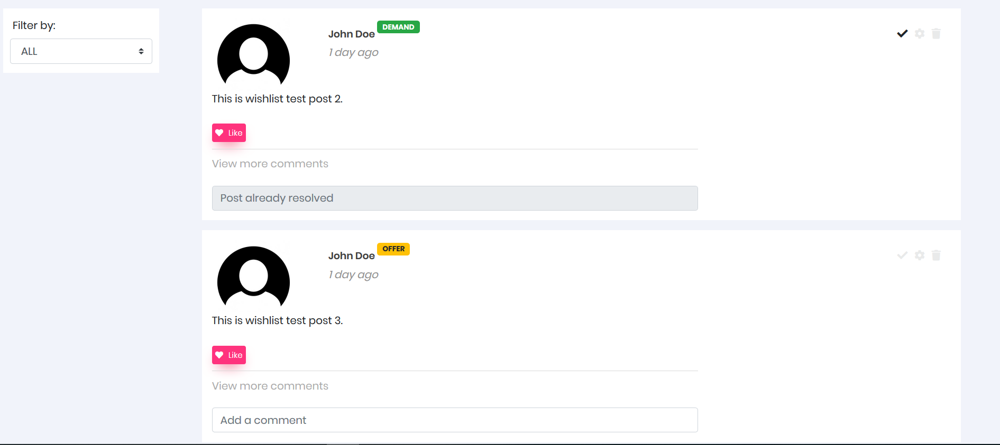 Filter by:
ALL
John Doe DEMAND
1 day ago
This is wishlist test post 2.
Like
View more comments
Post already resolved
John Doe OFFER
1 day ago
This is wishlist test post 3.
Like
View more comments
Add a comment